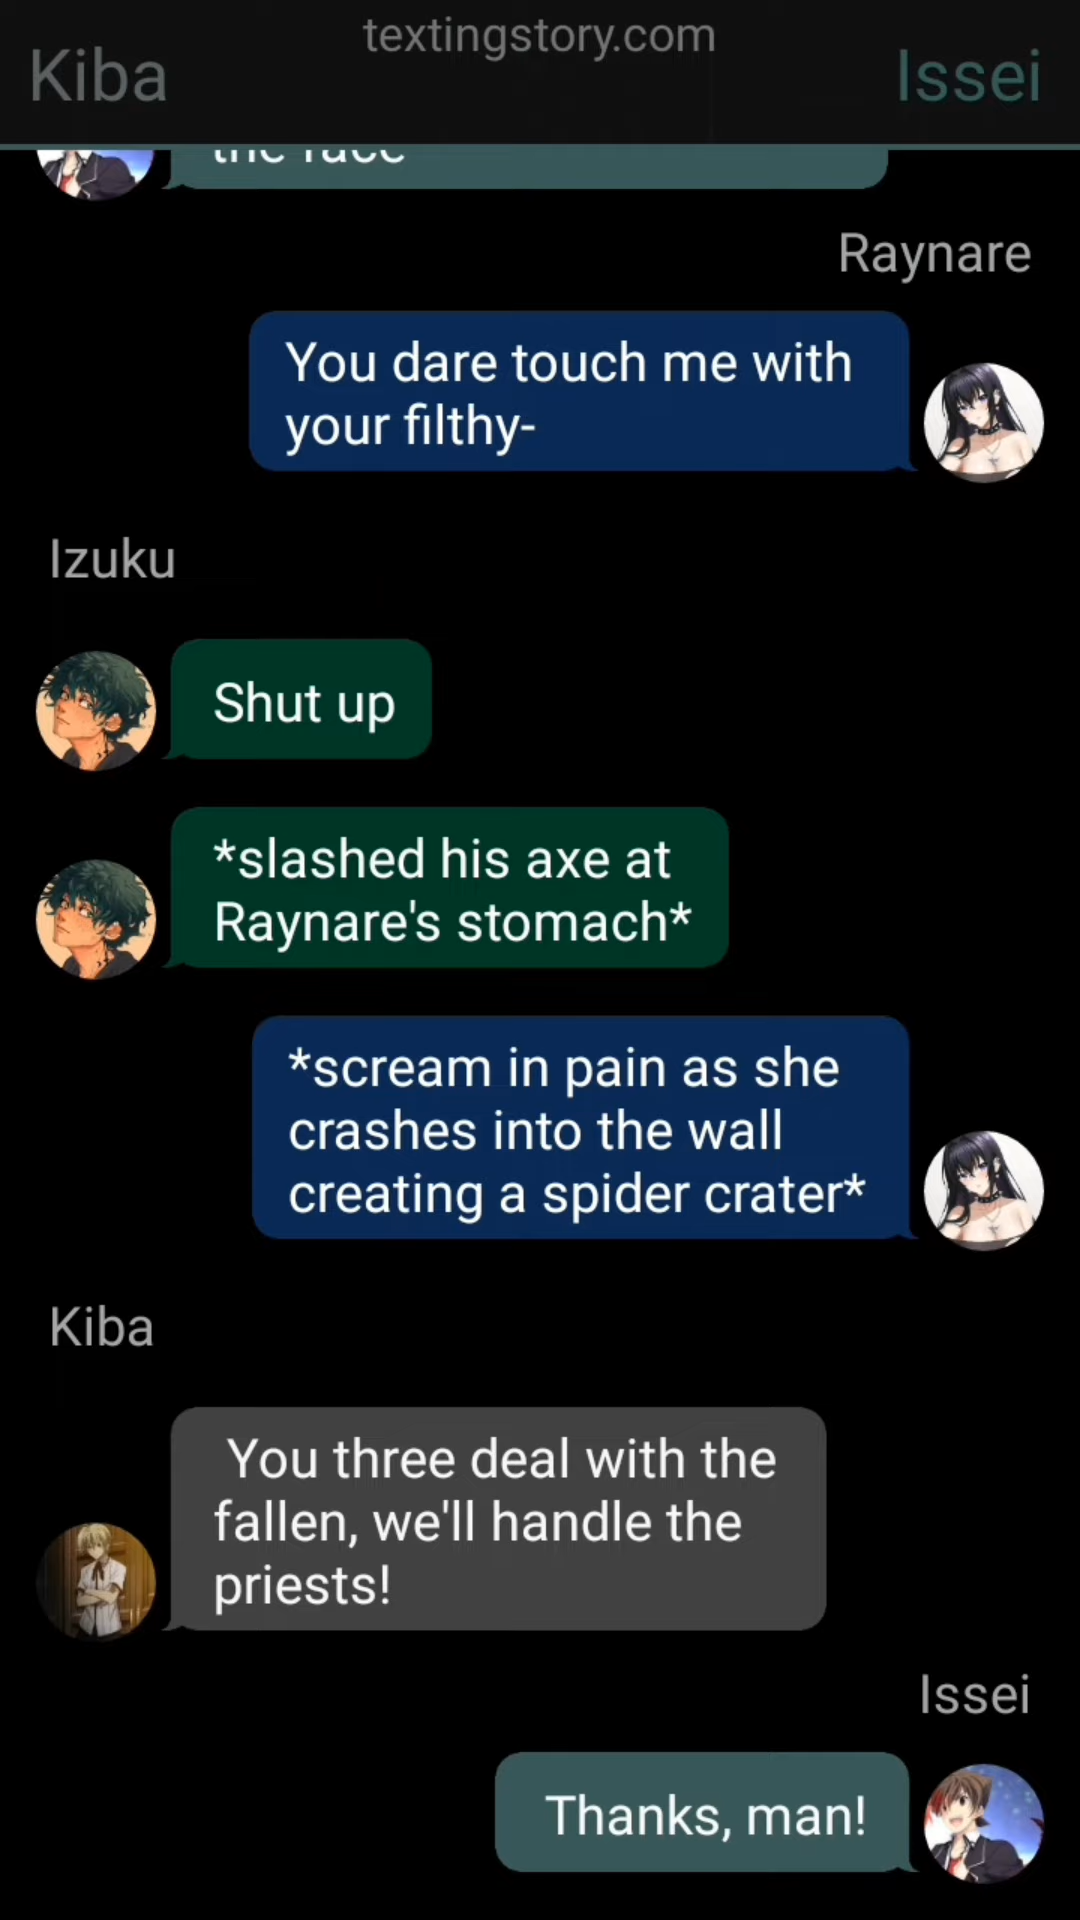 textingstory.com
Kiba
Issei
the face
Raynare
You dare touch me with
your filthy-
Izuku
Shut up
*slashed his axe at
Raynare's stomach*
*scream in pain as she
crashes into the wall
creating a spider crater*
Kiba
You three deal with the
fallen, we'll handle the
priests!
Issei
Thanks, man!